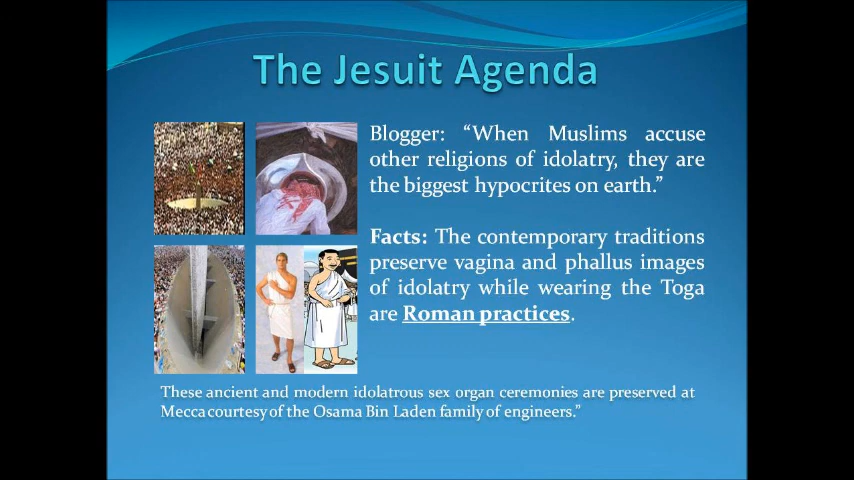 The Jesuit Agenda
Blogger: “When Muslims accuse
other religions of idolatry, they are
the biggest hypocrites on earth.”
Facts: The contemporary traditions
preserve vagina and phallus images
of idolatry while wearing the Toga
are Roman practices.
These ancient and modern idolatrous sex organ ceremonies are preserved at
Mecca courtesy of the Osama Bin Laden family of engineers.”